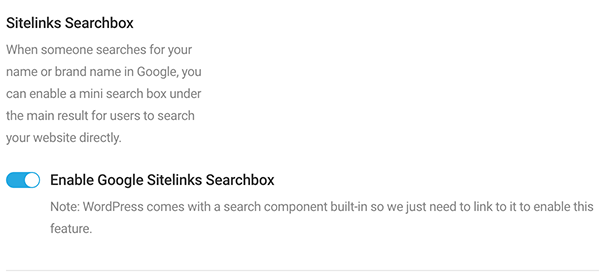 Sitelinks Searchbox
When someone searches for your
name or brand name in Google, you
can enable a mini search box under
the main result for users to search
your website directly.
Enable Google Sitelinks Searchbox
Note: WordPress comes with a search component built-in so we just need to link to it to enable this
feature.